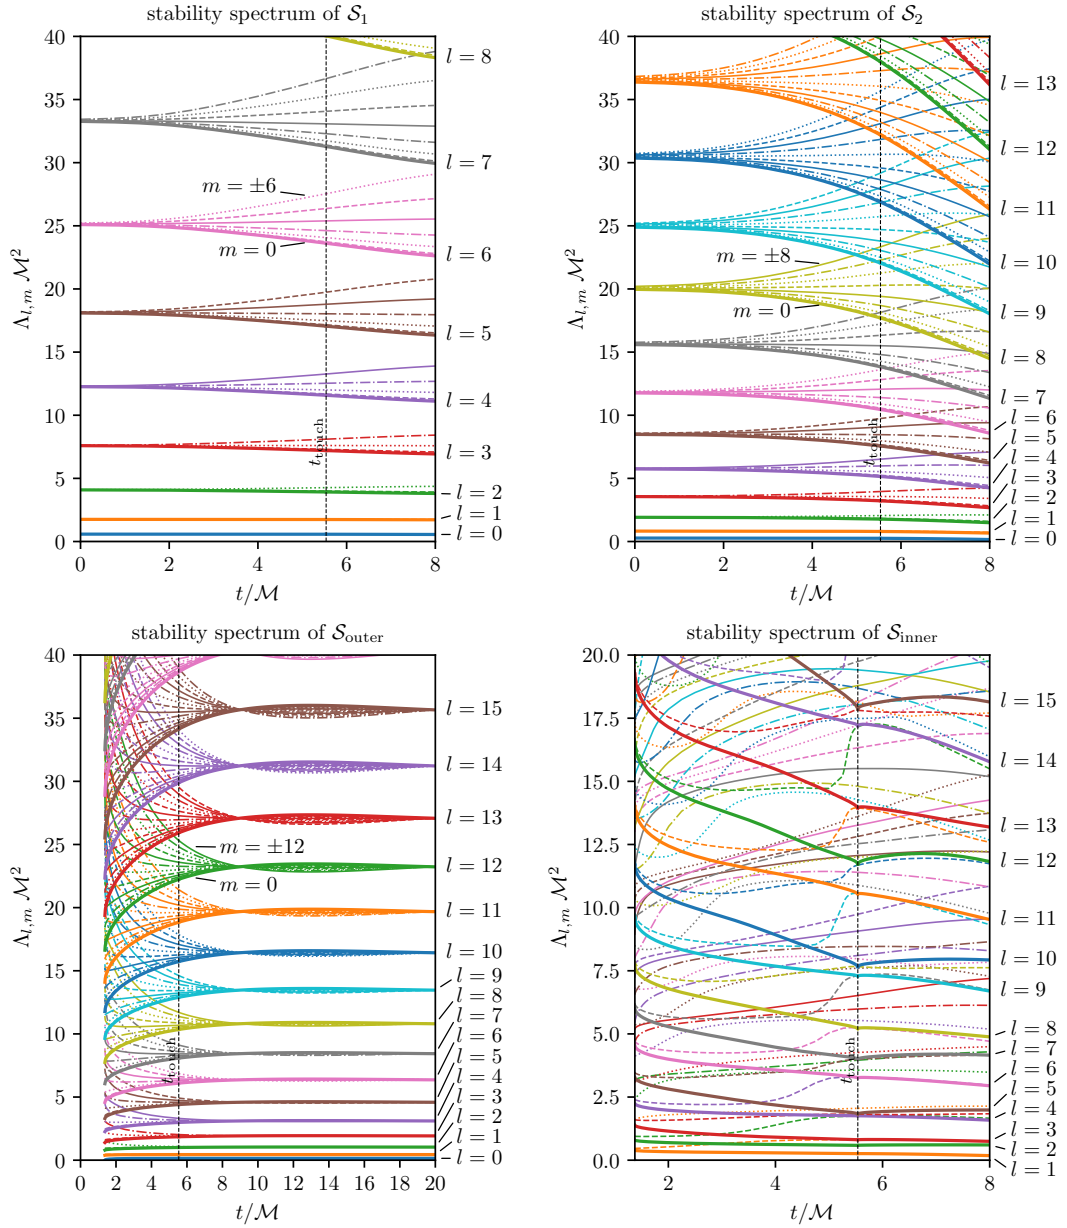 stability spectrum of 𝒮₁
40
35
30
25
20
15
10
5
0
Λ_{l,m} ℳ²
0 2 4 6 8
t/ℳ
t_touch
m = ±6
m = 0
l = 8
l = 7
l = 6
l = 5
l = 4
l = 3
l = 2
l = 1
l = 0
stability spectrum of 𝒮₂
40
35
30
25
20
15
10
5
0
Λ_{l,m} ℳ²
0 2 4 6 8
t/ℳ
t_touch
m = ±8
m = 0
l = 13
l = 12
l = 11
l = 10
l = 9
l = 8
l = 7
l = 6
l = 5
l = 4
l = 3
l = 2
l = 1
l = 0
stability spectrum of 𝒮_outer
40
35
30
25
20
15
10
5
0
Λ_{l,m} ℳ²
0 2 4 6 8 10 12 14 16 18 20
t/ℳ
t_touch
m = ±12
m = 0
l = 15
l = 14
l = 13
l = 12
l = 11
l = 10
l = 9
l = 8
l = 7
l = 6
l = 5
l = 4
l = 3
l = 2
l = 1
l = 0
stability spectrum of 𝒮_inner
20.0
17.5
15.0
12.5
10.0
7.5
5.0
2.5
0.0
Λ_{l,m} ℳ²
2 4 6 8
t/ℳ
t_touch
l = 15
l = 14
l = 13
l = 12
l = 11
l = 10
l = 9
l = 8
l = 7
l = 6
l = 5
l = 4
l = 3
l = 2
l = 1